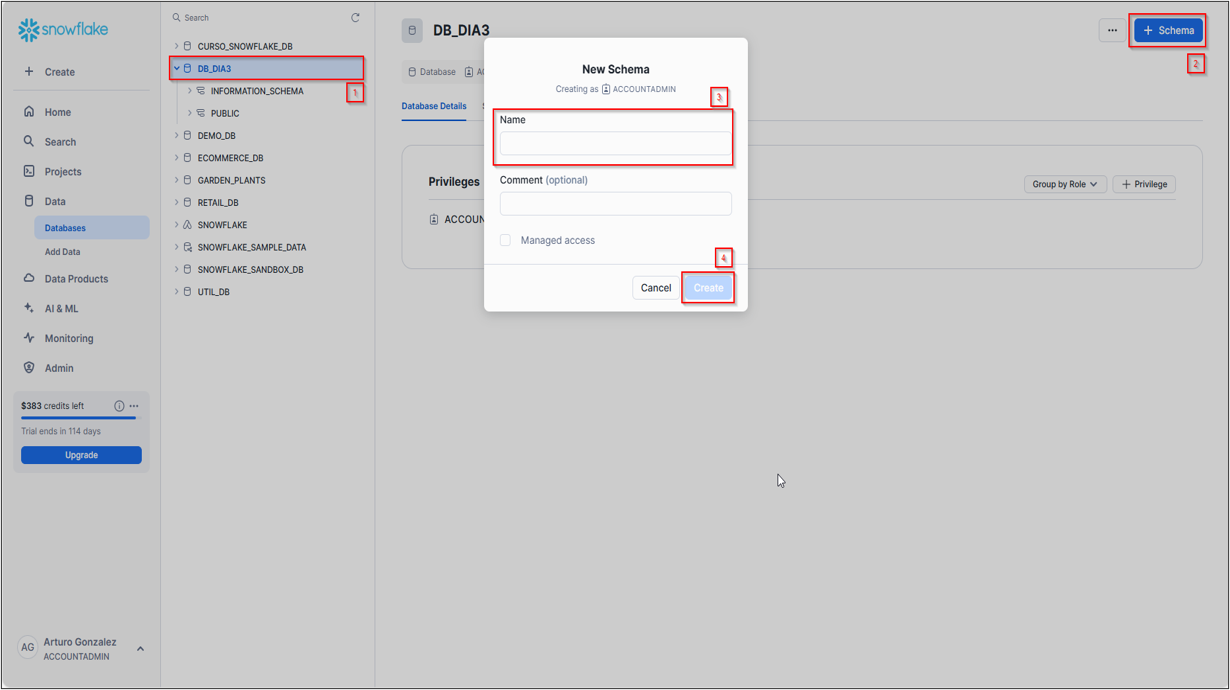 snowflake
Create
Home
Search
Projects
Data
Databases
Add Data
Data Products
AI & ML
Monitoring
Admin
$383 credits left
Trial ends in 114 days
Upgrade
AG
Arturo Gonzalez
ACCOUNTADMIN
Search
CURSO_SNOWFLAKE_DB
DB_DIA3
1
INFORMATION_SCHEMA
PUBLIC
DEMO_DB
ECOMMERCE_DB
GARDEN_PLANTS
RETAIL_DB
SNOWFLAKE
SNOWFLAKE_SAMPLE_DATA
SNOWFLAKE_SANDBOX_DB
UTIL_DB
DB_DIA3
... + Schema
2
Database
Database Details
Privileges
Group by Role
+ Privilege
New Schema
Creating as ACCOUNTADMIN
3
Name
Comment (optional)
Managed access
4
Cancel
Create